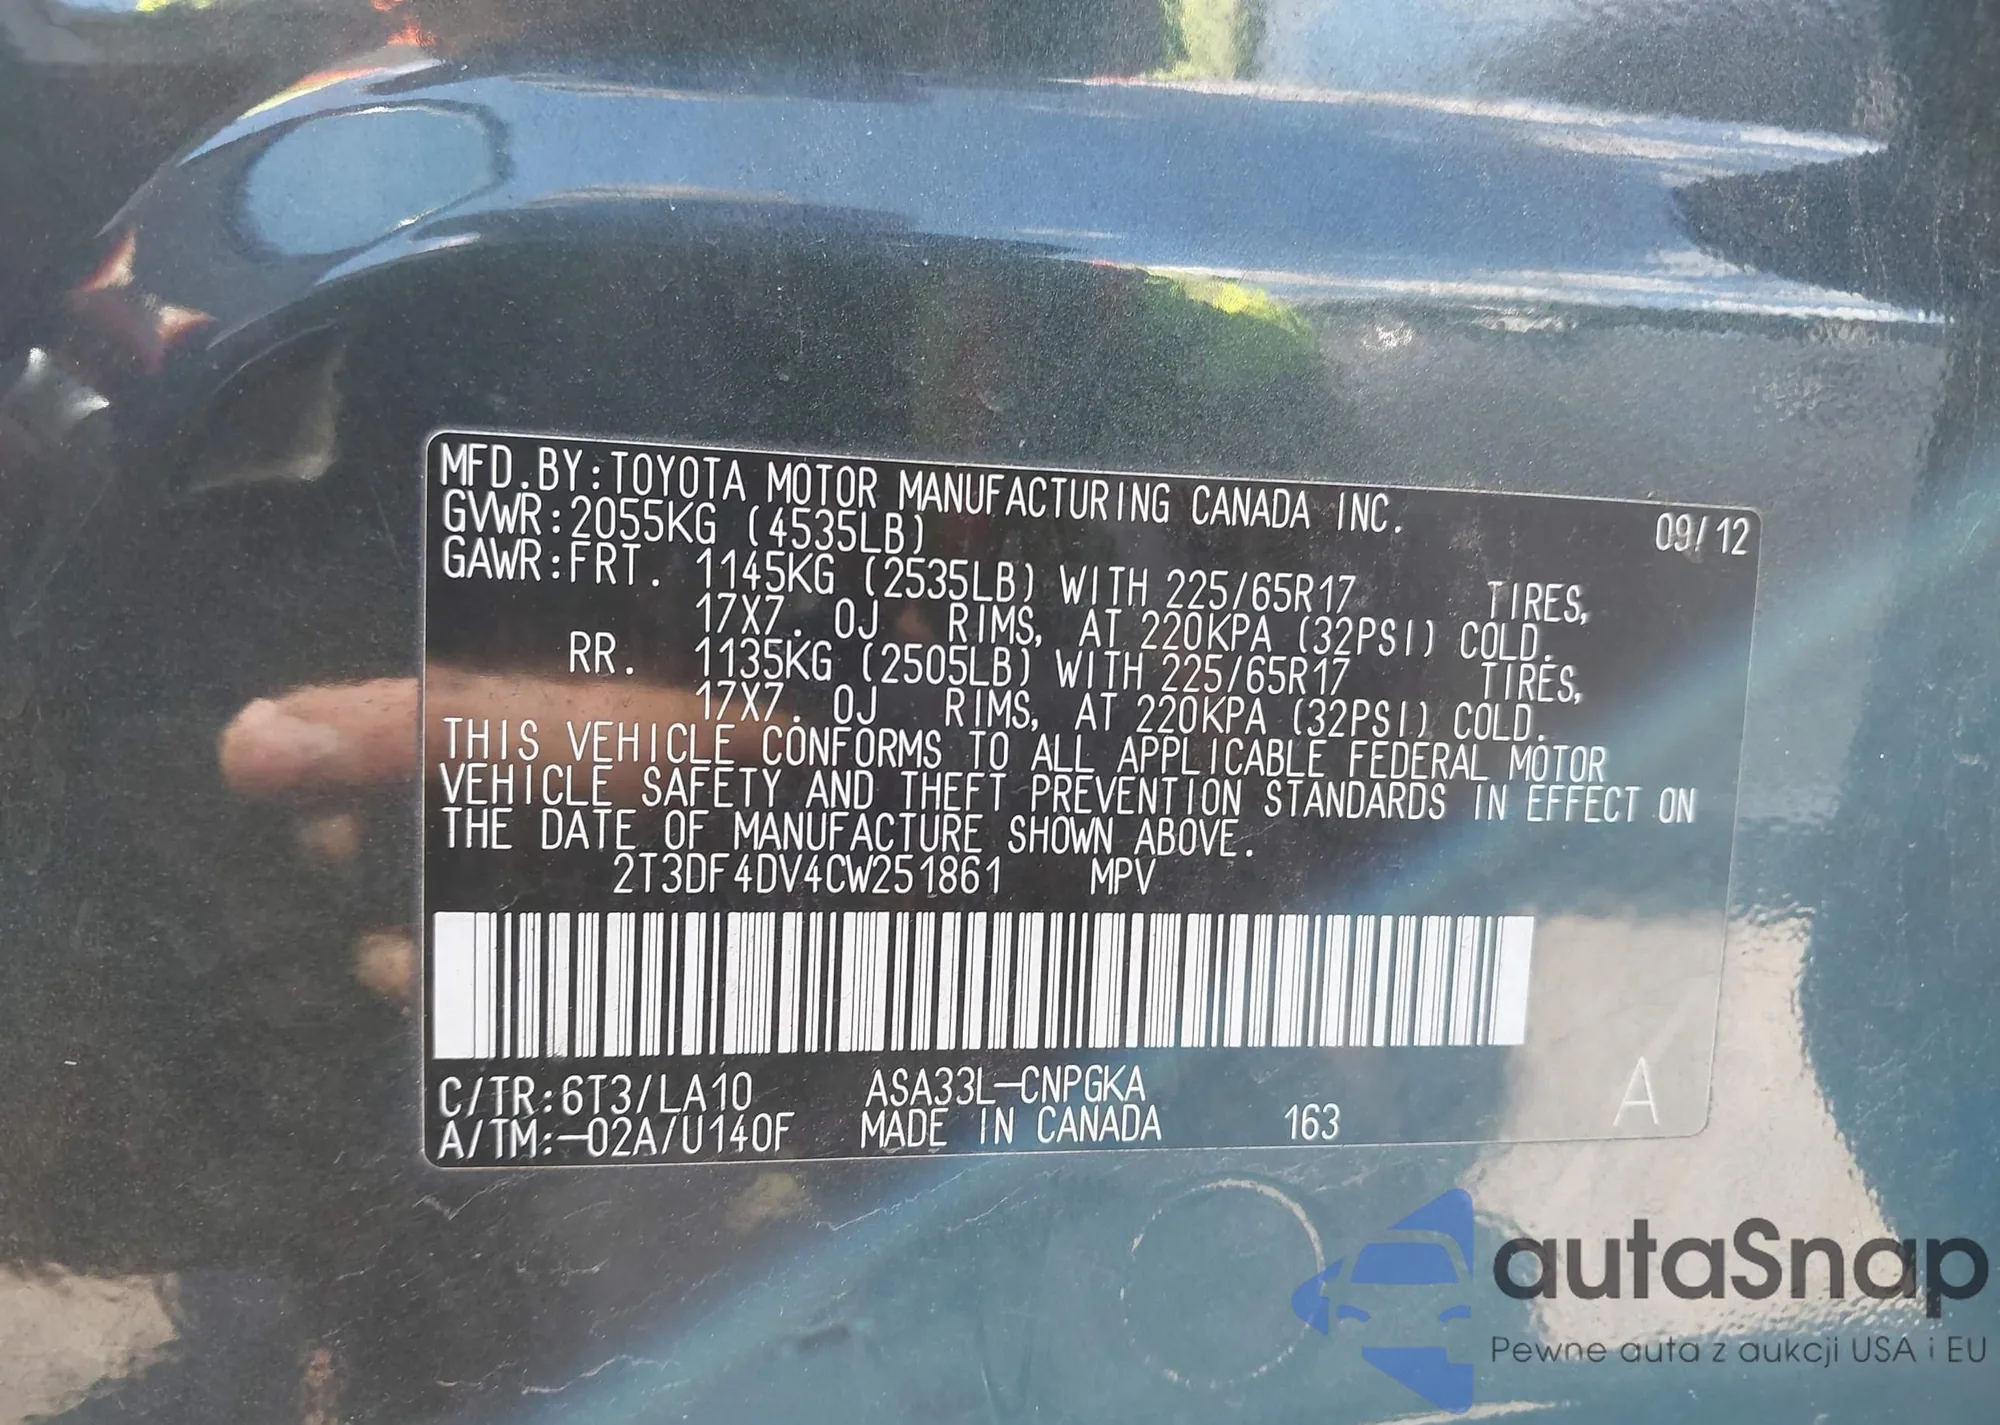 MFD.BY:TOYOTA MOTOR MANUFACTURING CANADA INC.
09/12
GVWR:2055KG (4535LB)
GAWR:FRT. 1145KG (2535LB) WITH 225/65R17 TIRES,
17X7. 0J RIMS, AT 220KPA (32PSI) COLD.
RR. 1135KG (2505LB) WITH 225/65R17 TIRES,
17X7. 0J RIMS, AT 220KPA (32PSI) COLD.
THIS VEHICLE CONFORMS TO ALL APPLICABLE FEDERAL MOTOR
VEHICLE SAFETY AND THEFT PREVENTION STANDARDS IN EFFECT ON
THE DATE OF MANUFACTURE SHOWN ABOVE.
2T3DF4DV4CW251861 MPV
C/TR:6T3/LA10 ASA33L-CNPGKA
A/TM:-02A/U140F MADE IN CANADA 163 A
autaSnap
Pewne auta z aukcji USA i EU